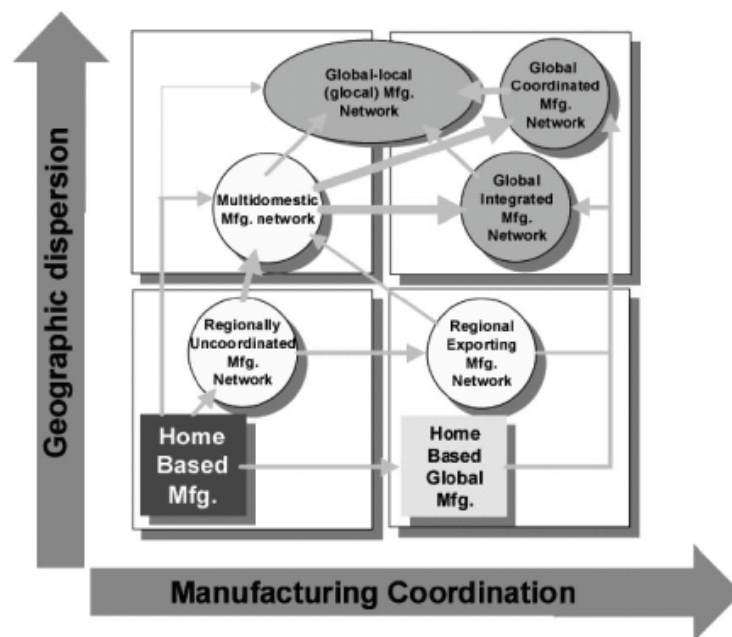 Geographic dispersion
Global-local
(glocal) Mfg.
Network
Global
Coordinated
Mfg.
Network
Multidomestic
Mfg. network
Global
Integrated
Mfg.
Network
Regionally
Uncoordinated
Mfg.
Network
Regional
Exporting
Mfg.
Network
Home
Based
Mfg.
Home
Based
Global
Mfg.
Manufacturing Coordination